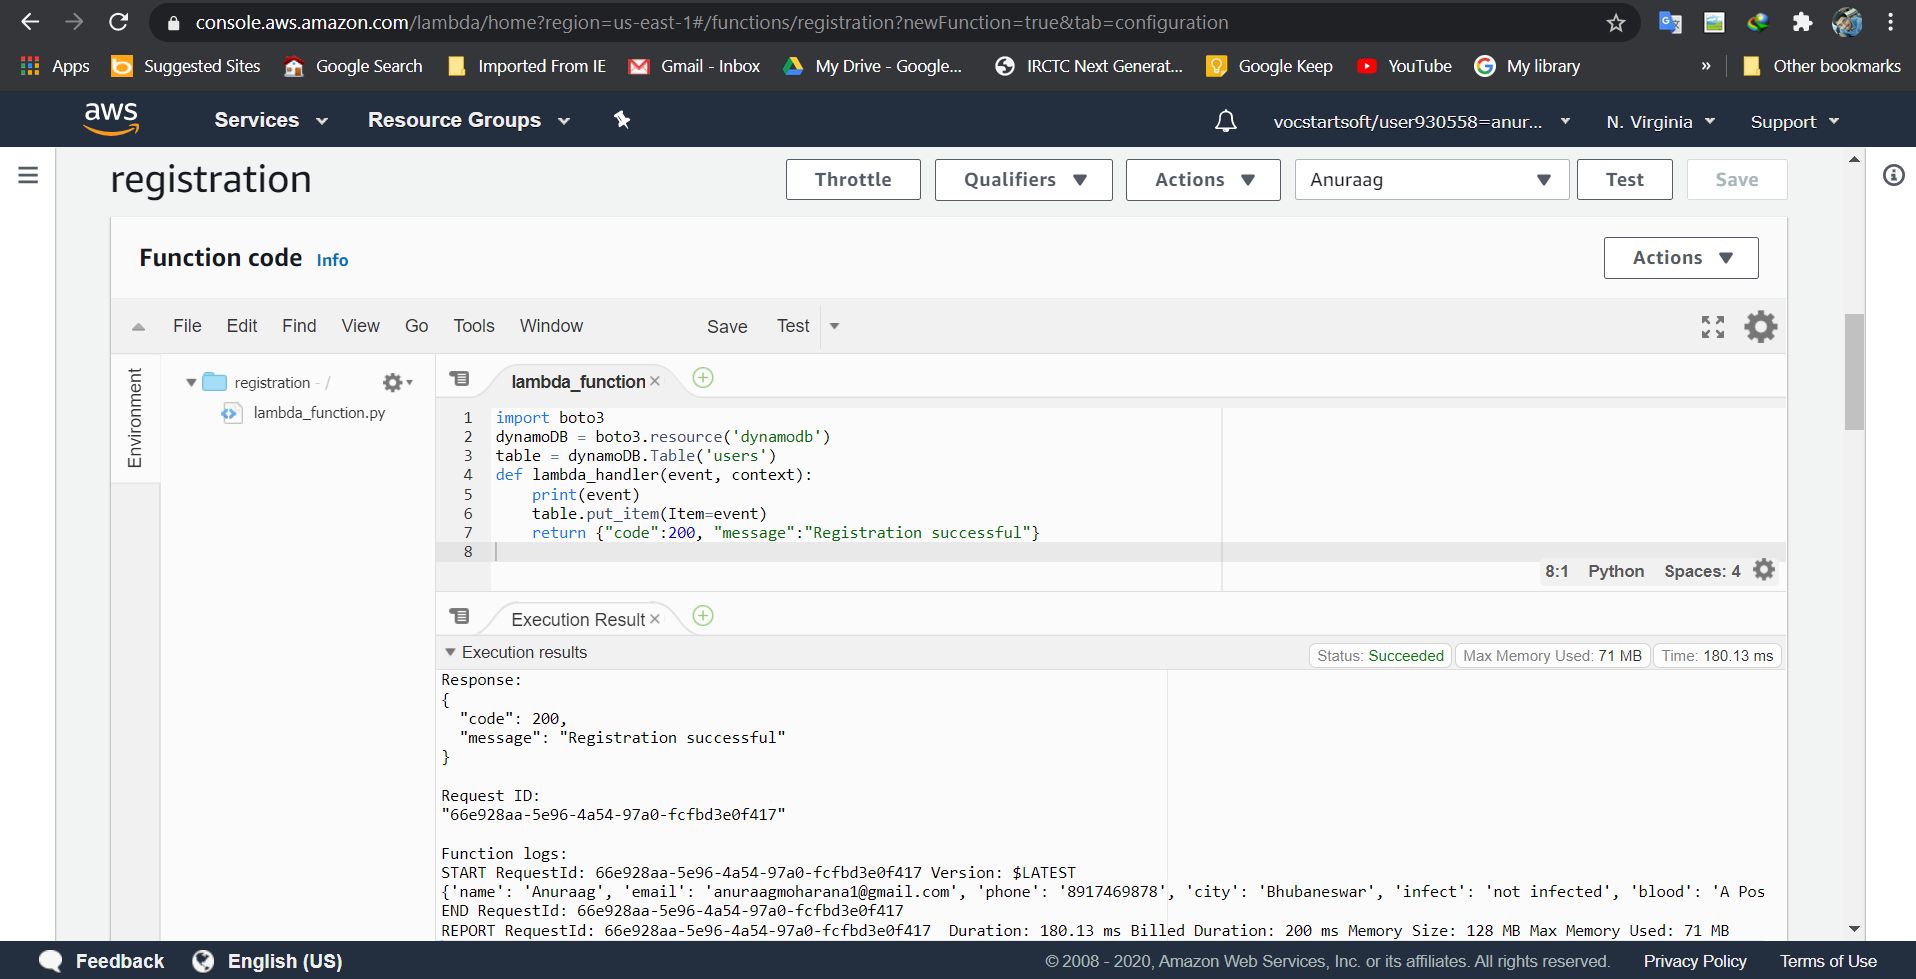 console.aws.amazon.com/lambda/home?region=us-east-1#/functions/registration?newFunction=true&tab=configuration
Apps Suggested Sites Google Search Imported From IE Gmail - Inbox My Drive - Google... IRCTC Next Generat... Google Keep YouTube My library » Other bookmarks
aws Services Resource Groups vocstartsoft/user930558=anur... N. Virginia Support
registration Throttle Qualifiers Actions Anuraag Test Save
Function code Info Actions
File Edit Find View Go Tools Window Save Test
Environment
registration - /
lambda_function.py
lambda_function ×
1 import boto3
2 dynamoDB = boto3.resource('dynamodb')
3 table = dynamoDB.Table('users')
4 def lambda_handler(event, context):
5     print(event)
6     table.put_item(Item=event)
7     return {"code":200, "message":"Registration successful"}
8
8:1 Python Spaces: 4
Execution Result ×
Execution results Status: Succeeded Max Memory Used: 71 MB Time: 180.13 ms
Response:
{
  "code": 200,
  "message": "Registration successful"
}
Request ID:
"66e928aa-5e96-4a54-97a0-fcfbd3e0f417"
Function logs:
START RequestId: 66e928aa-5e96-4a54-97a0-fcfbd3e0f417 Version: $LATEST
{'name': 'Anuraag', 'email': 'anuraagmoharana1@gmail.com', 'phone': '8917469878', 'city': 'Bhubaneswar', 'infect': 'not infected', 'blood': 'A Pos
END RequestId: 66e928aa-5e96-4a54-97a0-fcfbd3e0f417
REPORT RequestId: 66e928aa-5e96-4a54-97a0-fcfbd3e0f417  Duration: 180.13 ms Billed Duration: 200 ms Memory Size: 128 MB Max Memory Used: 71 MB
Feedback English (US) © 2008 - 2020, Amazon Web Services, Inc. or its affiliates. All rights reserved. Privacy Policy Terms of Use